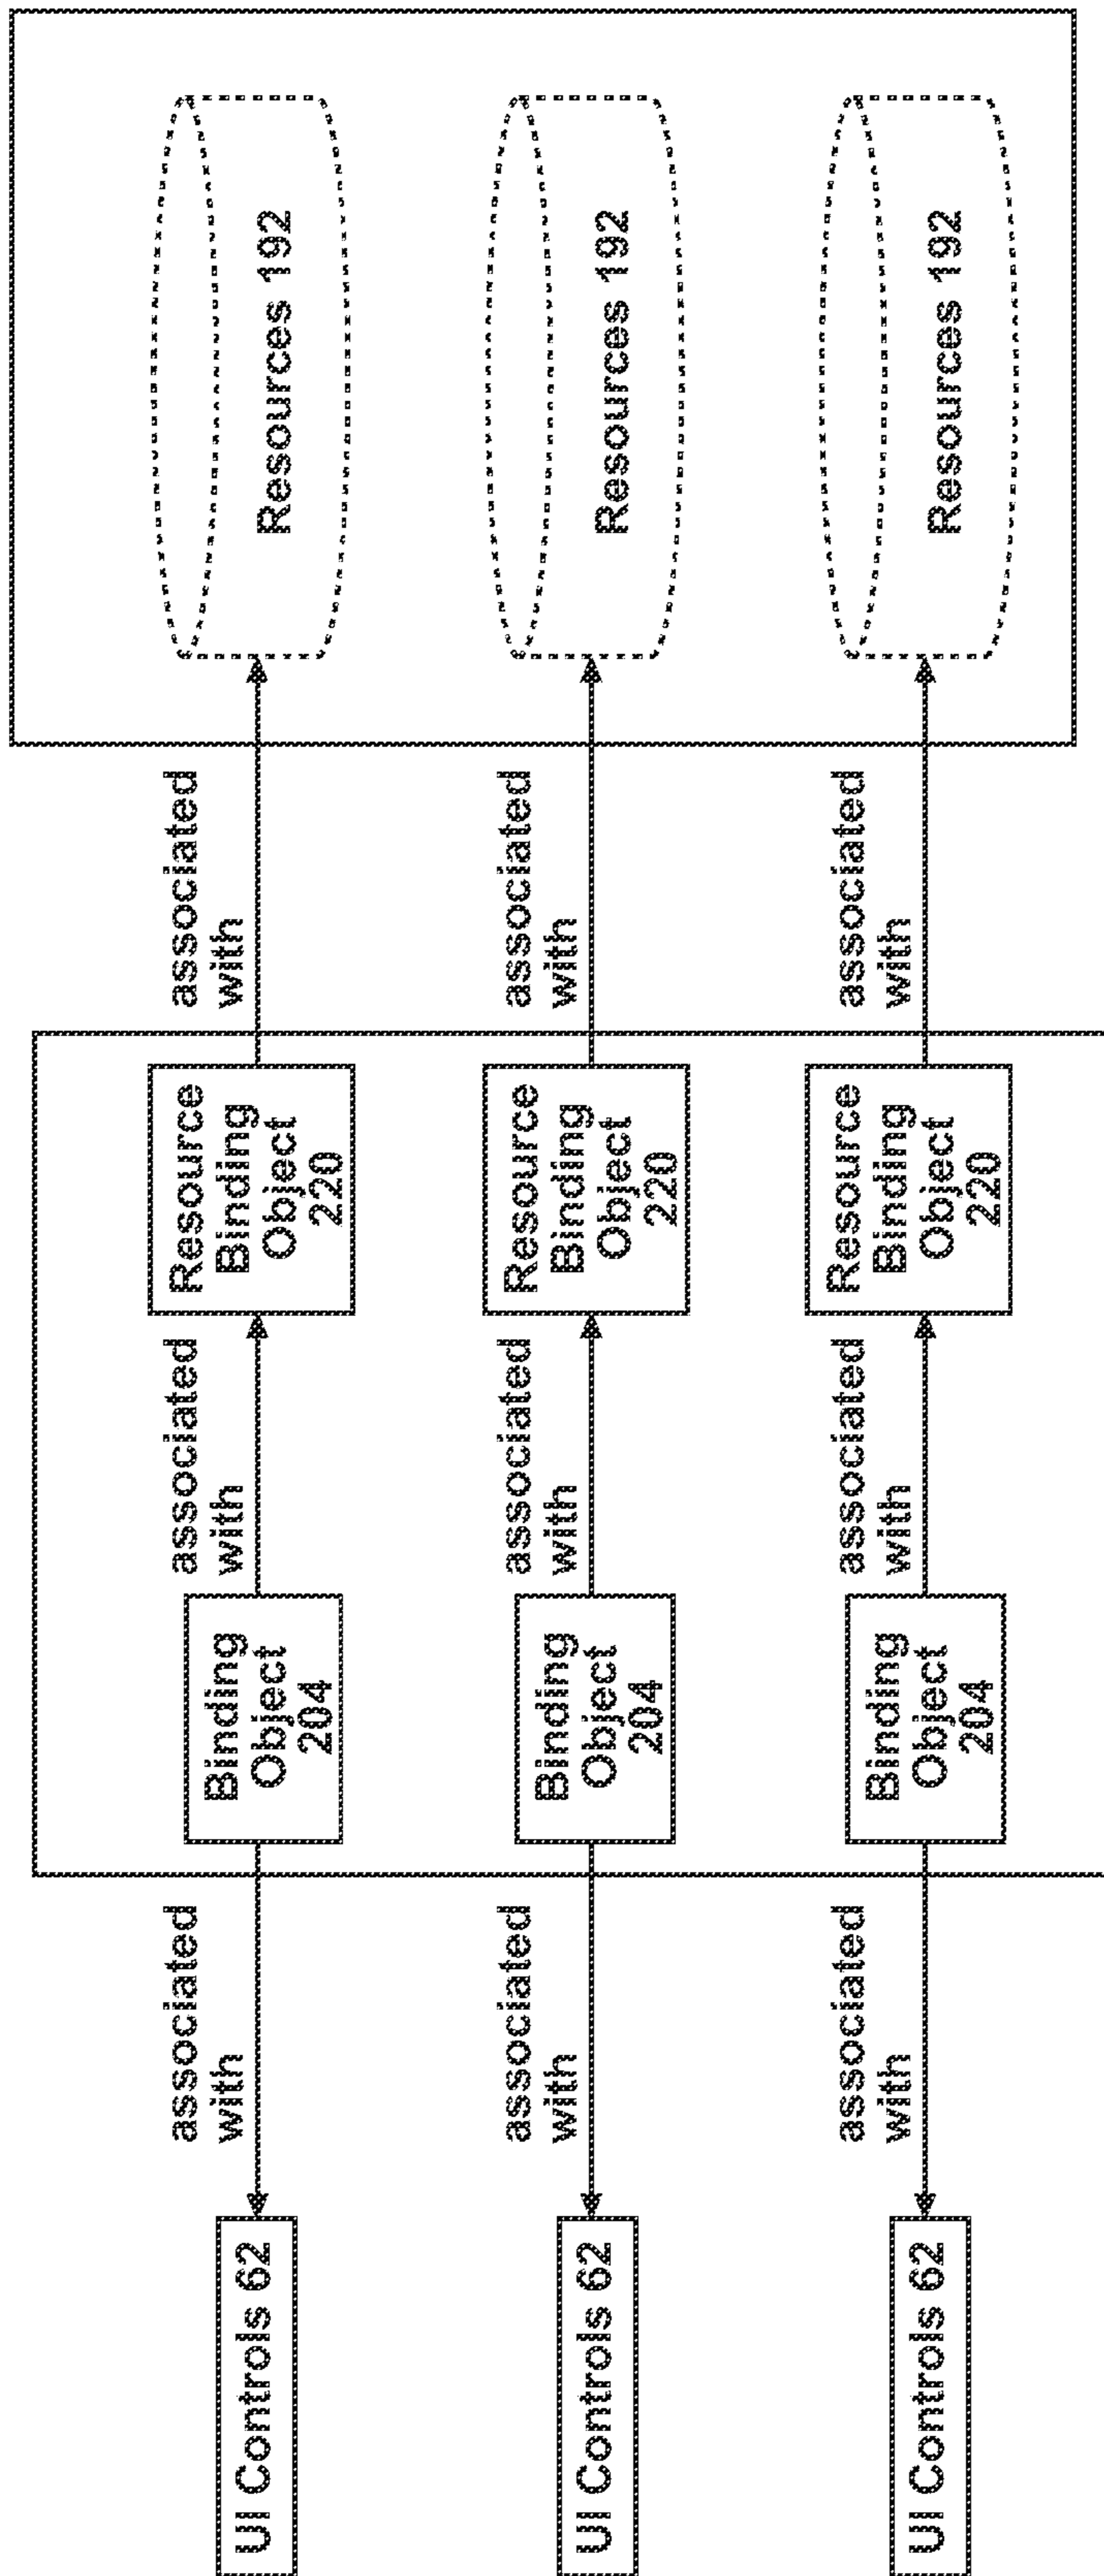 UI Controls 62
associated
with
Binding
Object
204
associated
with
Resource
Binding
Object
220
associated
with
Resources 192
UI Controls 62
associated
with
Binding
Object
204
associated
with
Resource
Binding
Object
220
associated
with
Resources 192
UI Controls 62
associated
with
Binding
Object
204
associated
with
Resource
Binding
Object
220
associated
with
Resources 192